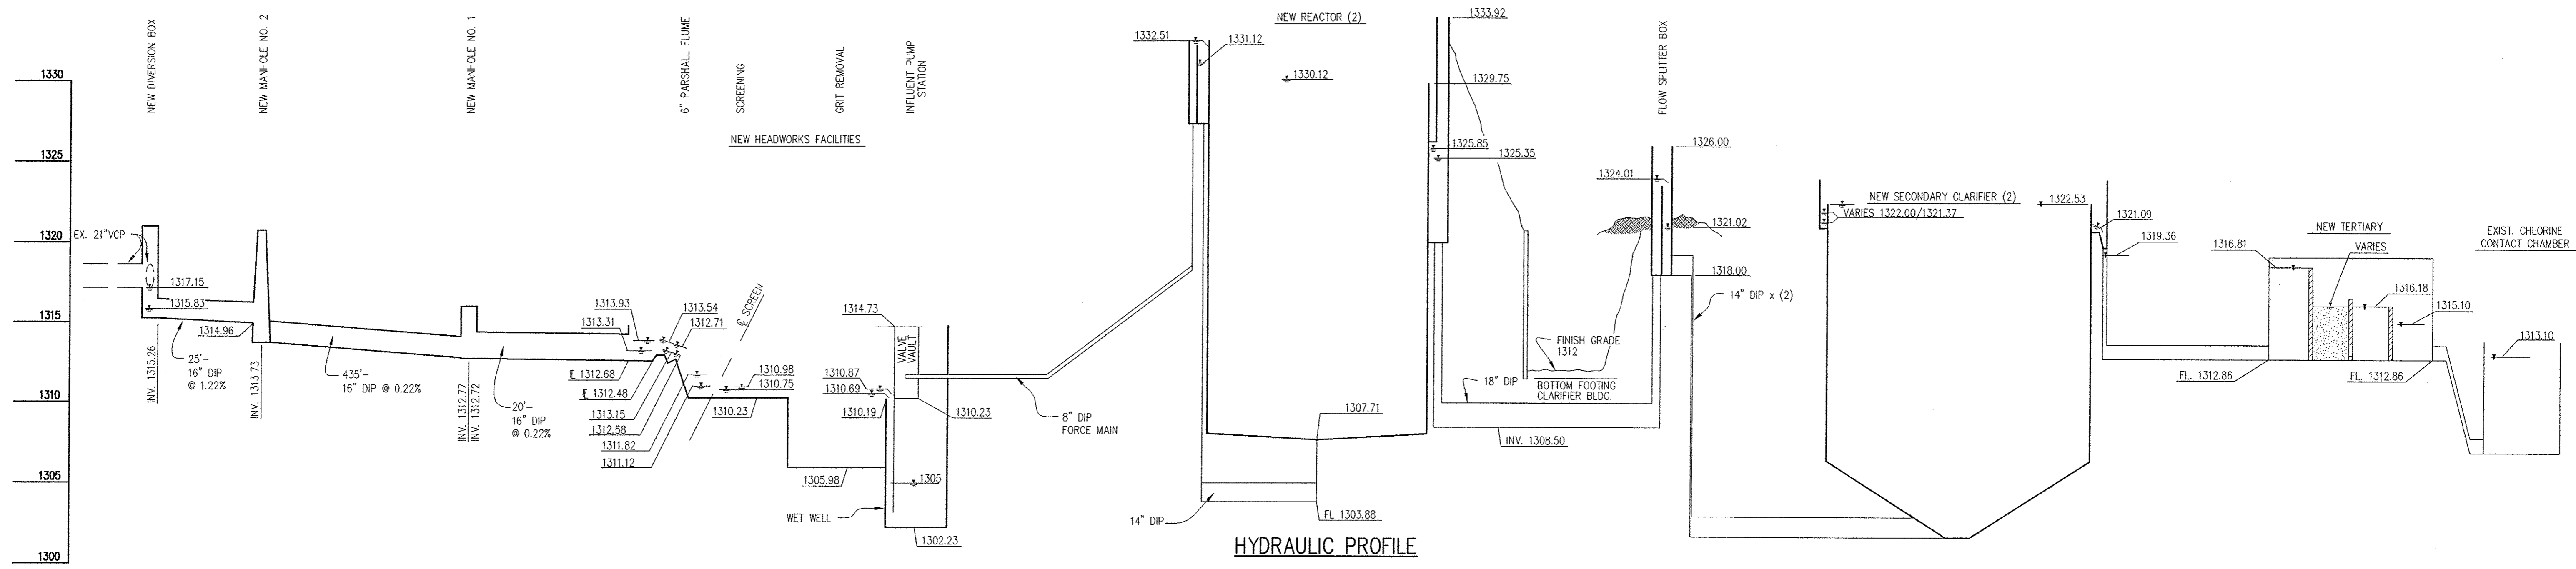 1330
1325
1320
1315
1310
1305
1300
NEW DIVERSION BOX
NEW MANHOLE NO. 2
NEW MANHOLE NO. 1
6" PARSHALL FLUME
SCREENING
GRIT REMOVAL
INFLUENT PUMP
STATION
NEW HEADWORKS FACILITIES
EX. 21"VCP
1317.15
1315.83
INV. 1315.26
25'-
16" DIP
@ 1.22%
1314.96
INV. 1313.73
435'-
16" DIP @ 0.22%
INV. 1312.77
INV. 1312.72
20'-
16" DIP
@ 0.22%
1313.93
1313.31
1313.54
1312.71
℄ SCREEN
E 1312.68
E 1312.48
1313.15
1312.58
1311.82
1311.12
1310.98
1310.75
1310.23
1305.98
1314.73
VALVE
VAULT
1310.87
1310.69
1310.19
1310.23
1305
WET WELL
1302.23
8" DIP
FORCE MAIN
NEW REACTOR (2)
1332.51
1331.12
1330.12
1333.92
1329.75
1325.85
1325.35
1307.71
14" DIP
FL 1303.88
HYDRAULIC PROFILE
18" DIP
INV. 1308.50
FINISH GRADE
1312
BOTTOM FOOTING
CLARIFIER BLDG.
FLOW SPLITTER BOX
1326.00
1324.01
1321.02
1318.00
14" DIP x (2)
NEW SECONDARY CLARIFIER (2)
VARIES 1322.00/1321.37
1322.53
1321.09
1319.36
NEW TERTIARY
VARIES
1316.81
1316.18
1315.10
FL. 1312.86
FL. 1312.86
EXIST. CHLORINE
CONTACT CHAMBER
1313.10